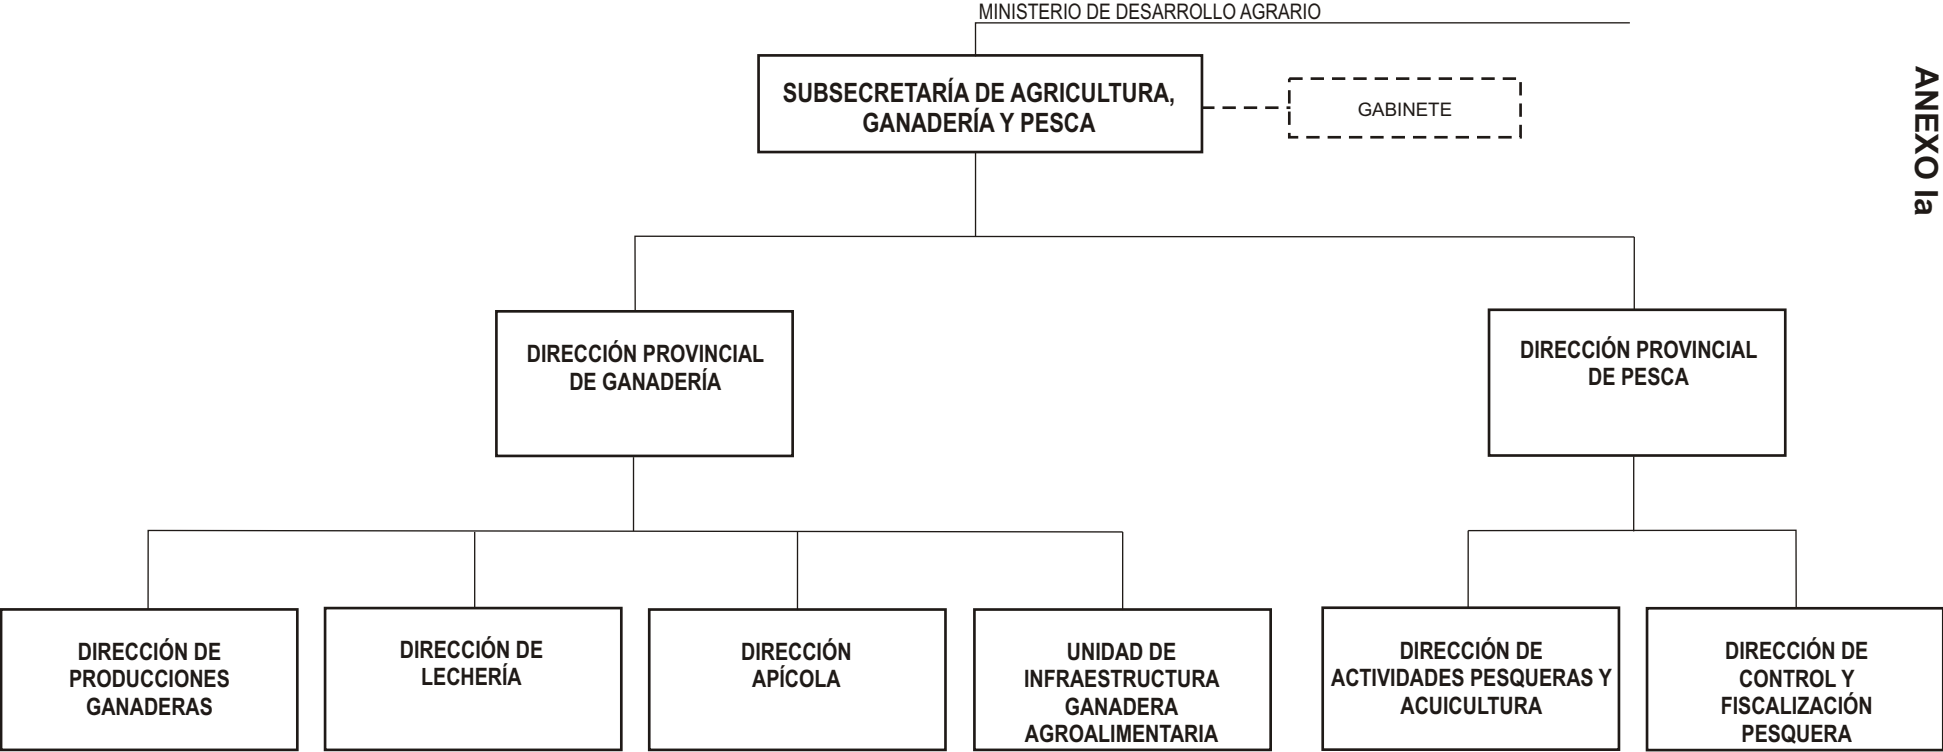 MINISTERIO DE DESARROLLO AGRARIO
SUBSECRETARÍA DE AGRICULTURA,
GANADERÍA Y PESCA
GABINETE
ANEXO Ia
DIRECCIÓN PROVINCIAL
DE GANADERÍA
DIRECCIÓN PROVINCIAL
DE PESCA
DIRECCIÓN DE
PRODUCCIONES
GANADERAS
DIRECCIÓN DE
LECHERÍA
DIRECCIÓN
APÍCOLA
UNIDAD DE
INFRAESTRUCTURA
GANADERA
AGROALIMENTARIA
DIRECCIÓN DE
ACTIVIDADES PESQUERAS Y
ACUICULTURA
DIRECCIÓN DE
CONTROL Y
FISCALIZACIÓN
PESQUERA